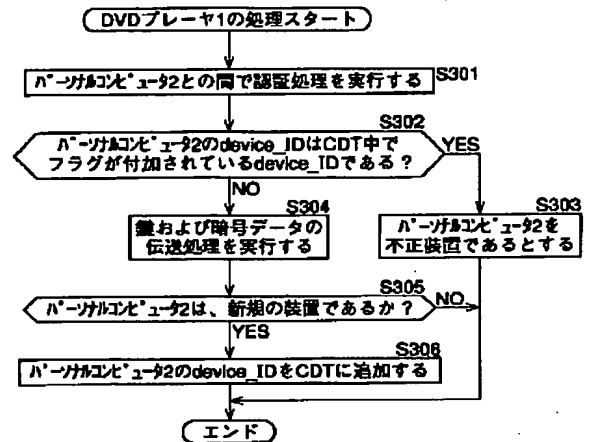 DVDプレーヤ1の処理スタート
S301
パーソナルコンピュータ2との間で認証処理を実行する
S302
パーソナルコンピュータ2のdevice_IDはCDT中で
フラグが付加されているdevice_IDである？
YES
NO
S304
鍵および暗号データの
伝送処理を実行する
S303
パーソナルコンピュータ2を
不正装置であるとする
S305
パーソナルコンピュータ2は、新規の装置であるか？
NO
YES
S306
パーソナルコンピュータ2のdevice_IDをCDTに追加する
エンド